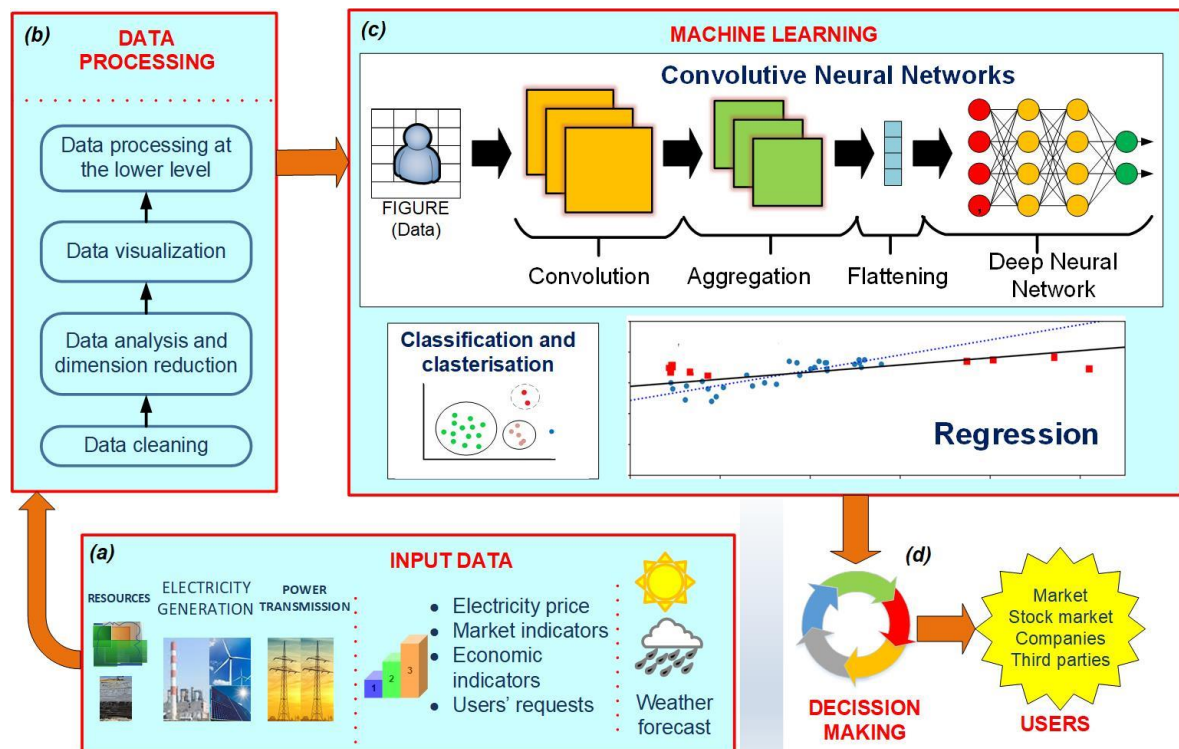 (b)
DATA
PROCESSING
Data processing at
the lower level
Data visualization
Data analysis and
dimension reduction
Data cleaning
(c)
MACHINE LEARNING
Convolutive Neural Networks
FIGURE
(Data)
Convolution
Aggregation
Flattening
Deep Neural
Network
Classification and
clasterisation
Regression
(a)
INPUT DATA
RESOURCES
ELECTRICITY
GENERATION
POWER
TRANSMISSION
1
2
3
• Electricity price
• Market indicators
• Economic
indicators
• Users' requests
Weather
forecast
(d)
DECISSION
MAKING
Market
Stock market
Companies
Third parties
USERS